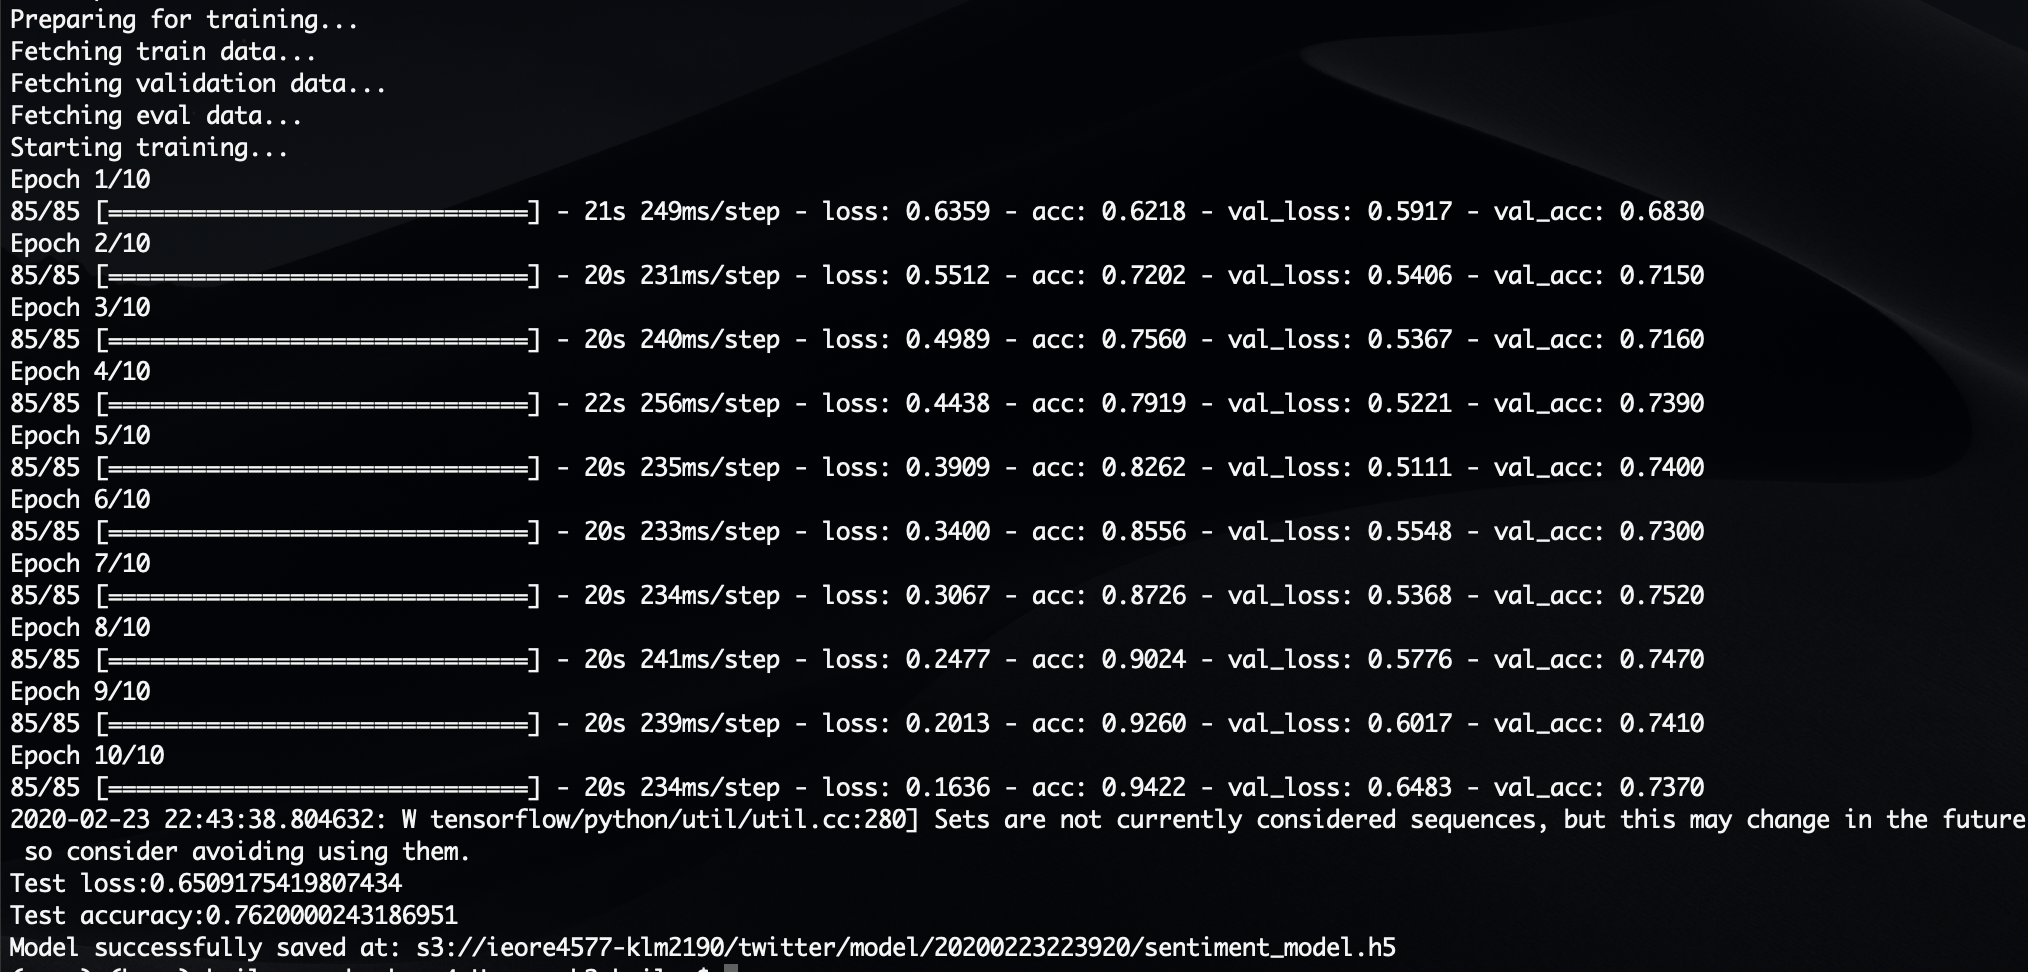 Preparing for training...
Fetching train data...
Fetching validation data...
Fetching eval data...
Starting training...
Epoch 1/10
85/85 [==============================] - 21s 249ms/step - loss: 0.6359 - acc: 0.6218 - val_loss: 0.5917 - val_acc: 0.6830
Epoch 2/10
85/85 [==============================] - 20s 231ms/step - loss: 0.5512 - acc: 0.7202 - val_loss: 0.5406 - val_acc: 0.7150
Epoch 3/10
85/85 [==============================] - 20s 240ms/step - loss: 0.4989 - acc: 0.7560 - val_loss: 0.5367 - val_acc: 0.7160
Epoch 4/10
85/85 [==============================] - 22s 256ms/step - loss: 0.4438 - acc: 0.7919 - val_loss: 0.5221 - val_acc: 0.7390
Epoch 5/10
85/85 [==============================] - 20s 235ms/step - loss: 0.3909 - acc: 0.8262 - val_loss: 0.5111 - val_acc: 0.7400
Epoch 6/10
85/85 [==============================] - 20s 233ms/step - loss: 0.3400 - acc: 0.8556 - val_loss: 0.5548 - val_acc: 0.7300
Epoch 7/10
85/85 [==============================] - 20s 234ms/step - loss: 0.3067 - acc: 0.8726 - val_loss: 0.5368 - val_acc: 0.7520
Epoch 8/10
85/85 [==============================] - 20s 241ms/step - loss: 0.2477 - acc: 0.9024 - val_loss: 0.5776 - val_acc: 0.7470
Epoch 9/10
85/85 [==============================] - 20s 239ms/step - loss: 0.2013 - acc: 0.9260 - val_loss: 0.6017 - val_acc: 0.7410
Epoch 10/10
85/85 [==============================] - 20s 234ms/step - loss: 0.1636 - acc: 0.9422 - val_loss: 0.6483 - val_acc: 0.7370
2020-02-23 22:43:38.804632: W tensorflow/python/util/util.cc:280] Sets are not currently considered sequences, but this may change in the future
so consider avoiding using them.
Test loss:0.6509175419807434
Test accuracy:0.7620000243186951
Model successfully saved at: s3://ieore4577-klm2190/twitter/model/20200223223920/sentiment_model.h5